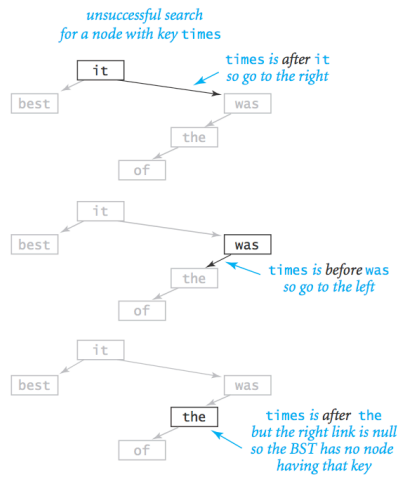 unsuccessful search
for a node with key times
times is after it
so go to the right
it
best
was
the
of
it
best
was
the
of
times is before was
so go to the left
it
best
was
the
of
times is after the
but the right link is null
so the BST has no node
having that key